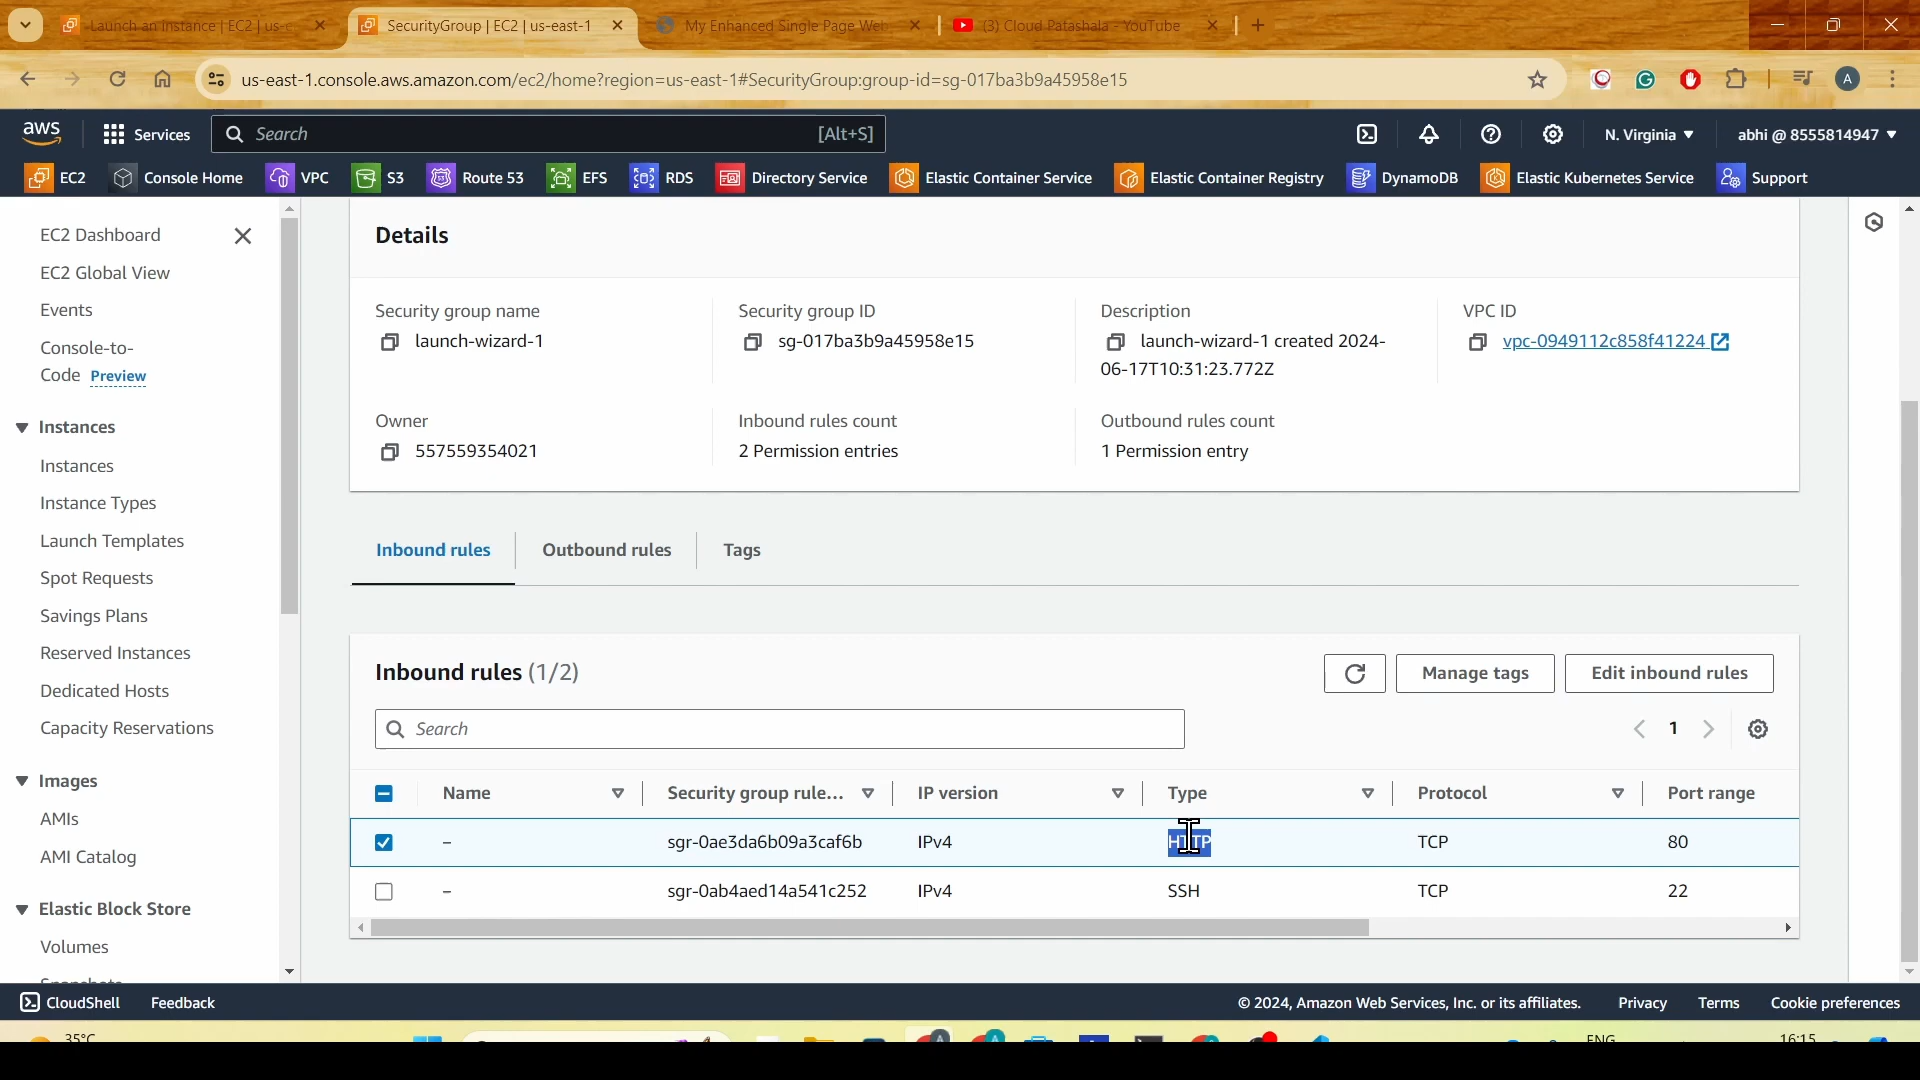 Launch an instance | EC2 | us-e
SecurityGroup | EC2 | us-east-1
My Enhanced Single Page Web
(3) Cloud Patashala - YouTube
us-east-1.console.aws.amazon.com/ec2/home?region=us-east-1#SecurityGroup:group-id=sg-017ba3b9a45958e15
A
aws
Services
Search
[Alt+S]
N. Virginia
abhi @ 8555814947
EC2
Console Home
VPC
S3
Route 53
EFS
RDS
Directory Service
Elastic Container Service
Elastic Container Registry
DynamoDB
Elastic Kubernetes Service
Support
EC2 Dashboard
EC2 Global View
Events
Console-to-
Code Preview
Instances
Instances
Instance Types
Launch Templates
Spot Requests
Savings Plans
Reserved Instances
Dedicated Hosts
Capacity Reservations
Images
AMIs
AMI Catalog
Elastic Block Store
Volumes
Details
Security group name
launch-wizard-1
Security group ID
sg-017ba3b9a45958e15
Description
launch-wizard-1 created 2024-
06-17T10:31:23.772Z
VPC ID
vpc-0949112c858f41224
Owner
557559354021
Inbound rules count
2 Permission entries
Outbound rules count
1 Permission entry
Inbound rules
Outbound rules
Tags
Inbound rules (1/2)
Manage tags
Edit inbound rules
Search
1
Name Security group rule... IP version Type Protocol Port range
– sgr-0ae3da6b09a3caf6b IPv4 HTTP TCP 80
– sgr-0ab4aed14a541c252 IPv4 SSH TCP 22
CloudShell
Feedback
© 2024, Amazon Web Services, Inc. or its affiliates.
Privacy
Terms
Cookie preferences
35°C
ENG
16:15